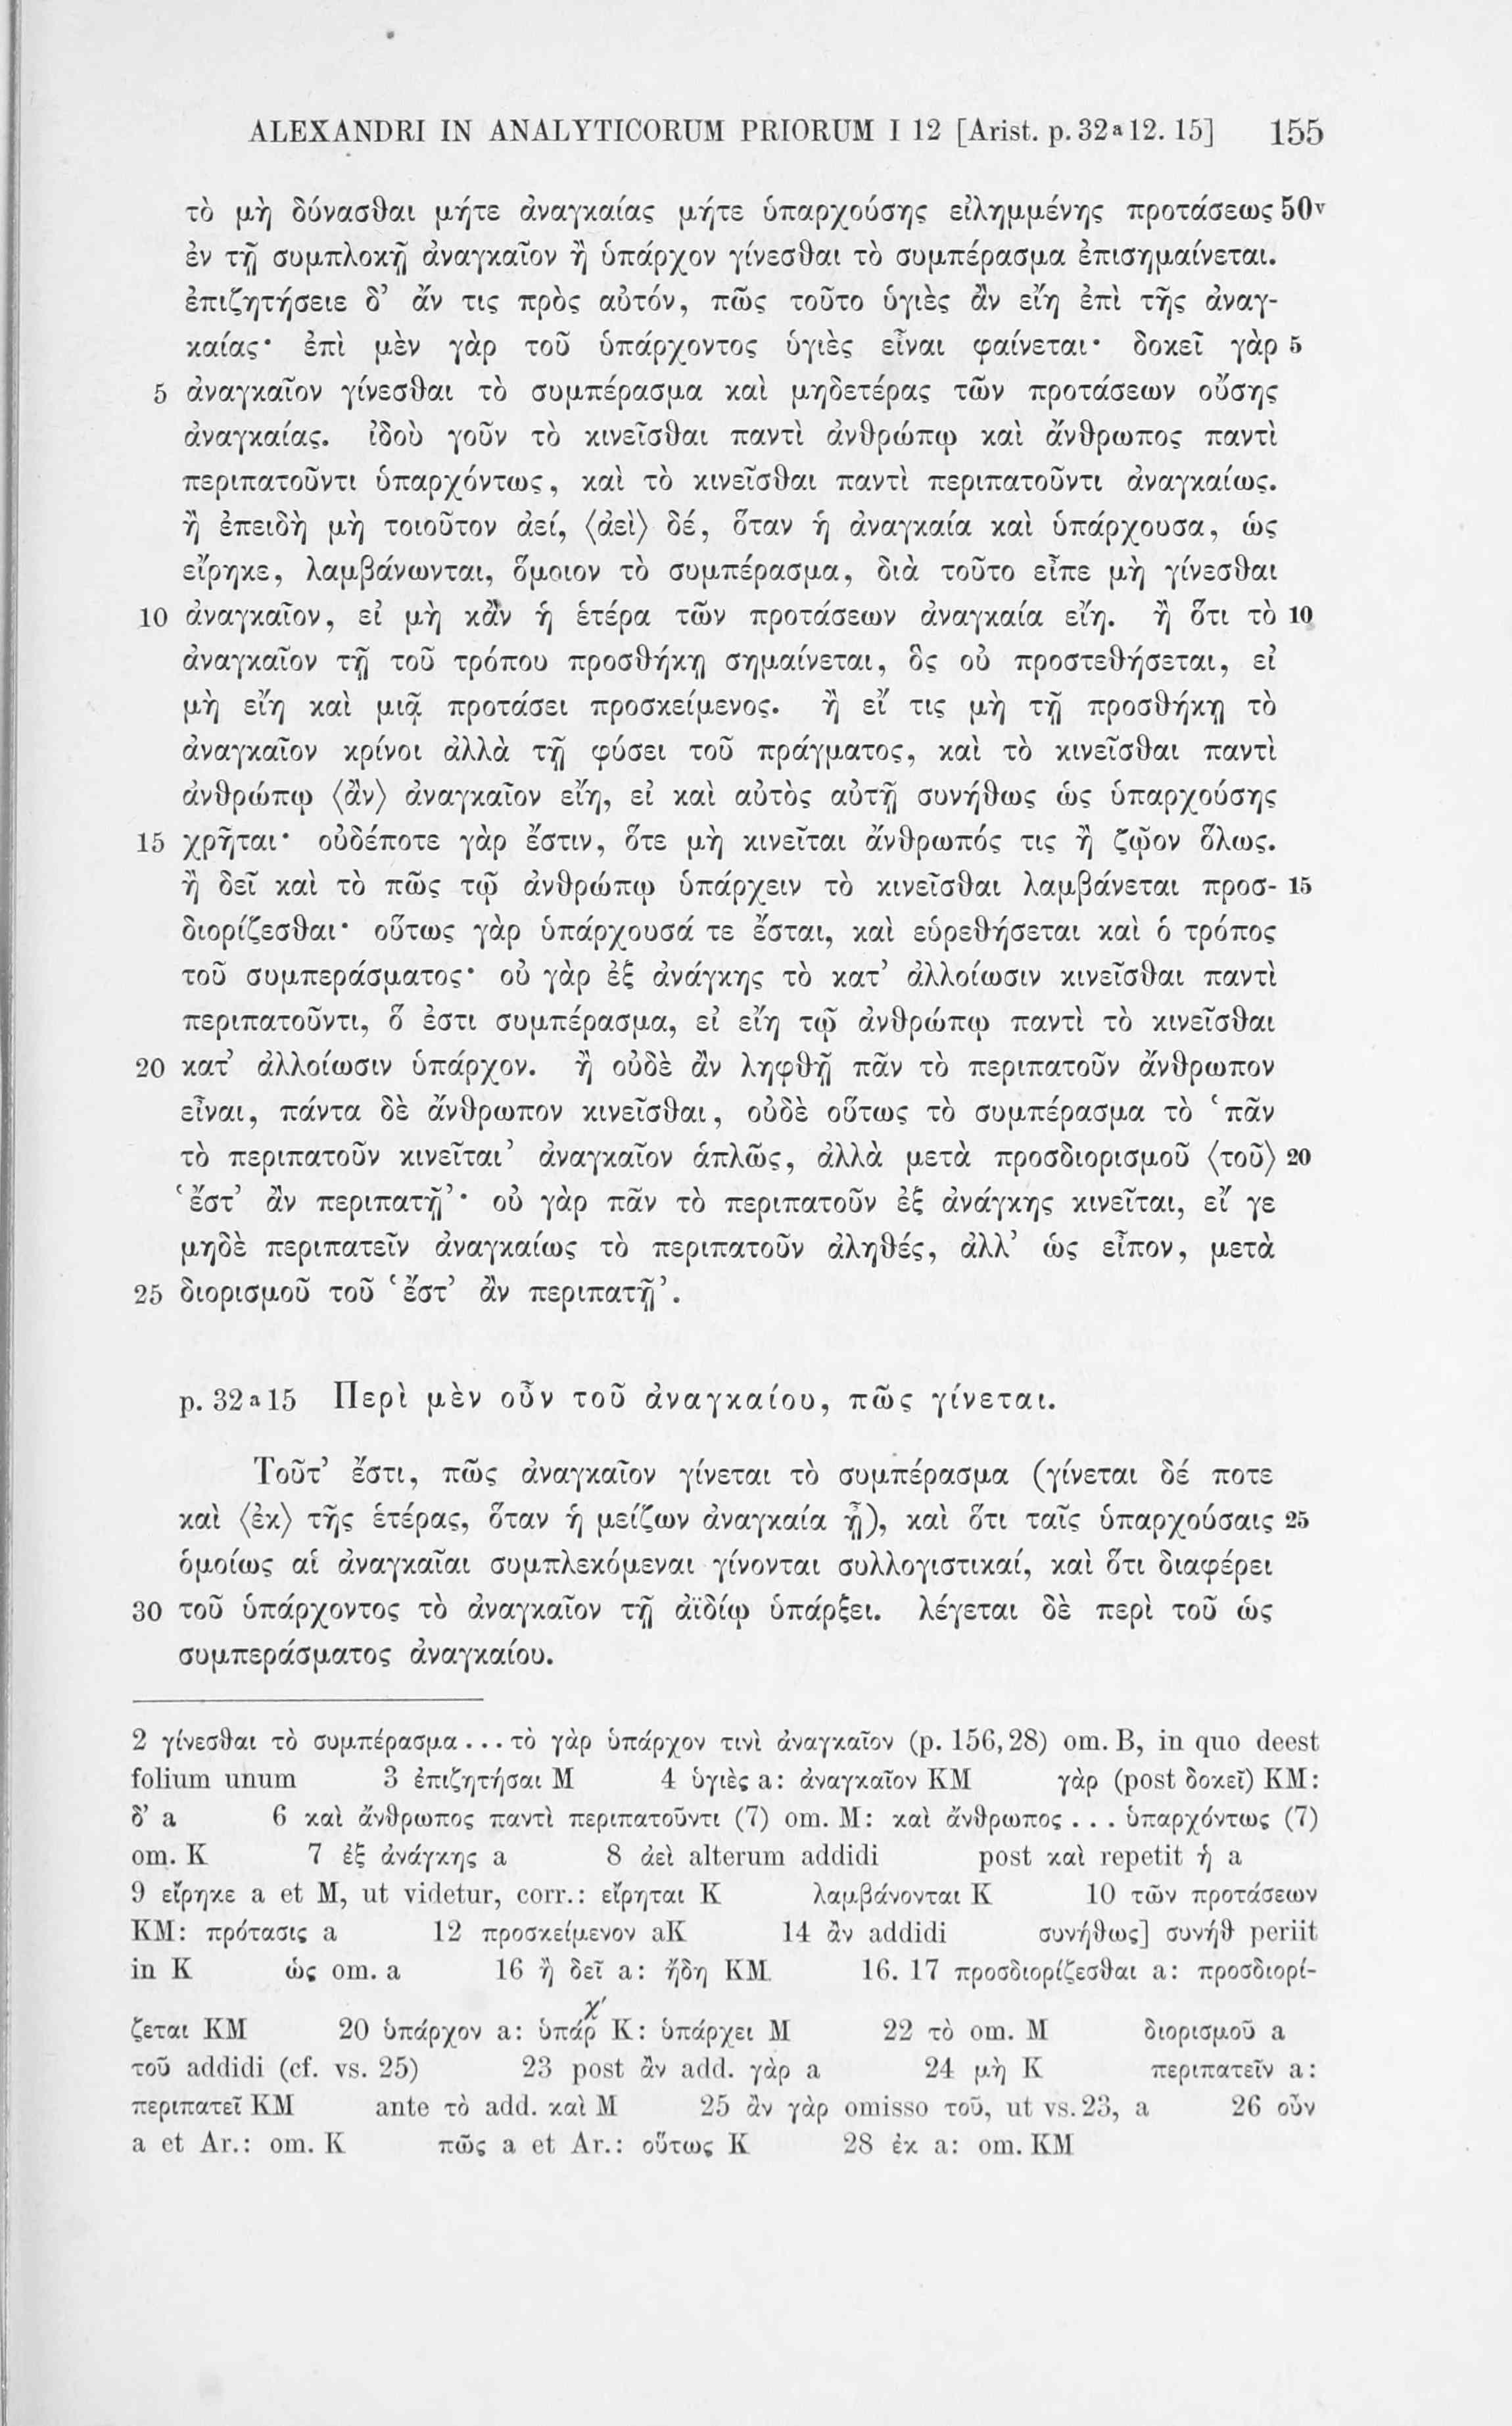 ALEXANDRI IN ANALYTICORUM PRIORUM I 12 [Arist. p. 32ᵃ12. 15] 155
τὸ μὴ δύνασθαι μήτε ἀναγκαίας μήτε ὑπαρχούσης εἰλημμένης προτάσεως 50ᵛ
ἐν τῇ συμπλοκῇ ἀναγκαῖον ἢ ὑπάρχον γίνεσθαι τὸ συμπέρασμα ἐπισημαίνεται.
ἐπιζητήσειε δ’ ἄν τις πρὸς αὐτόν, πῶς τοῦτο ὑγιὲς ἂν εἴη ἐπὶ τῆς ἀναγ-
καίας· ἐπὶ μὲν γὰρ τοῦ ὑπάρχοντος ὑγιὲς εἶναι φαίνεται· δοκεῖ γὰρ 5
5 ἀναγκαῖον γίνεσθαι τὸ συμπέρασμα καὶ μηδετέρας τῶν προτάσεων οὔσης
ἀναγκαίας. ἰδοὺ γοῦν τὸ κινεῖσθαι παντὶ ἀνθρώπῳ καὶ ἄνθρωπος παντὶ
περιπατοῦντι ὑπαρχόντως, καὶ τὸ κινεῖσθαι παντὶ περιπατοῦντι ἀναγκαίως.
ἢ ἐπειδὴ μὴ τοιοῦτον ἀεί, ⟨ἀεὶ⟩ δέ, ὅταν ἡ ἀναγκαία καὶ ὑπάρχουσα, ὡς
εἴρηκε, λαμβάνωνται, ὅμοιον τὸ συμπέρασμα, διὰ τοῦτο εἶπε μὴ γίνεσθαι
10 ἀναγκαῖον, εἰ μὴ κἂν ἡ ἑτέρα τῶν προτάσεων ἀναγκαία εἴη. ἢ ὅτι τὸ 10
ἀναγκαῖον τῇ τοῦ τρόπου προσθήκῃ σημαίνεται, ὃς οὐ προστεθήσεται, εἰ
μὴ εἴη καὶ μιᾷ προτάσει προσκείμενος. ἢ εἴ τις μὴ τῇ προσθήκῃ τὸ
ἀναγκαῖον κρίνοι ἀλλὰ τῇ φύσει τοῦ πράγματος, καὶ τὸ κινεῖσθαι παντὶ
ἀνθρώπῳ ⟨ἂν⟩ ἀναγκαῖον εἴη, εἰ καὶ αὐτὸς αὐτῇ συνήθως ὡς ὑπαρχούσης
15 χρῆται· οὐδέποτε γὰρ ἔστιν, ὅτε μὴ κινεῖται ἄνθρωπός τις ἢ ζῷον ὅλως.
ἢ δεῖ καὶ τὸ πῶς τῷ ἀνθρώπῳ ὑπάρχειν τὸ κινεῖσθαι λαμβάνεται προσ- 15
διορίζεσθαι· οὕτως γὰρ ὑπάρχουσά τε ἔσται, καὶ εὑρεθήσεται καὶ ὁ τρόπος
τοῦ συμπεράσματος· οὐ γὰρ ἐξ ἀνάγκης τὸ κατ’ ἀλλοίωσιν κινεῖσθαι παντὶ
περιπατοῦντι, ὅ ἐστι συμπέρασμα, εἰ εἴη τῷ ἀνθρώπῳ παντὶ τὸ κινεῖσθαι
20 κατ’ ἀλλοίωσιν ὑπάρχον. ἢ οὐδὲ ἂν ληφθῇ πᾶν τὸ περιπατοῦν ἄνθρωπον
εἶναι, πάντα δὲ ἄνθρωπον κινεῖσθαι, οὐδὲ οὕτως τὸ συμπέρασμα τὸ ‘πᾶν
τὸ περιπατοῦν κινεῖται’ ἀναγκαῖον ἁπλῶς, ἀλλὰ μετὰ προσδιορισμοῦ ⟨τοῦ⟩ 20
‘ἔστ’ ἂν περιπατῇ’· οὐ γὰρ πᾶν τὸ περιπατοῦν ἐξ ἀνάγκης κινεῖται, εἴ γε
μηδὲ περιπατεῖν ἀναγκαίως τὸ περιπατοῦν ἀληθές, ἀλλ’ ὡς εἶπον, μετὰ
25 διορισμοῦ τοῦ ‘ἔστ’ ἂν περιπατῇ’.
p. 32ᵃ15 Περὶ μὲν οὖν τοῦ ἀναγκαίου, πῶς γίνεται.
Τοῦτ’ ἔστι, πῶς ἀναγκαῖον γίνεται τὸ συμπέρασμα (γίνεται δέ ποτε
καὶ ⟨ἐκ⟩ τῆς ἑτέρας, ὅταν ἡ μείζων ἀναγκαία ᾖ), καὶ ὅτι ταῖς ὑπαρχούσαις 25
ὁμοίως αἱ ἀναγκαῖαι συμπλεκόμεναι γίνονται συλλογιστικαί, καὶ ὅτι διαφέρει
30 τοῦ ὑπάρχοντος τὸ ἀναγκαῖον τῇ ἀϊδίῳ ὑπάρξει. λέγεται δὲ περὶ τοῦ ὡς
συμπεράσματος ἀναγκαίου.
2 γίνεσθαι τὸ συμπέρασμα . . . τὸ γὰρ ὑπάρχον τινὶ ἀναγκαῖον (p. 156,28) om. B, in quo deest
folium unum 3 ἐπιζητήσαι M 4 ὑγιὲς a: ἀναγκαῖον KM γὰρ (post δοκεῖ) KM:
δ’ a 6 καὶ ἄνθρωπος παντὶ περιπατοῦντι (7) om. M: καὶ ἄνθρωπος . . . ὑπαρχόντως (7)
om. K 7 ἐξ ἀνάγκης a 8 ἀεὶ alterum addidi post καὶ repetit ἡ a
9 εἴρηκε a et M, ut videtur, corr.: εἴρηται K λαμβάνονται K 10 τῶν προτάσεων
KM: πρότασις a 12 προσκείμενον aK 14 ἂν addidi συνήθως] συνήθ periit
in K ὡς om. a 16 ἢ δεῖ a: ἤδη KM 16. 17 προσδιορίζεσθαι a: προσδιορί-
ζεται KM 20 ὑπάρχον a: ὑπάρχ́ K: ὑπάρχει M 22 τὸ om. M διορισμοῦ a
τοῦ addidi (cf. vs. 25) 23 post ἂν add. γὰρ a 24 μὴ K περιπατεῖν a:
περιπατεῖ KM ante τὸ add. καὶ M 25 ἂν γὰρ omisso τοῦ, ut vs. 23, a 26 οὖν
a et Ar.: om. K πῶς a et Ar.: οὕτως K 28 ἐκ a: om. KM